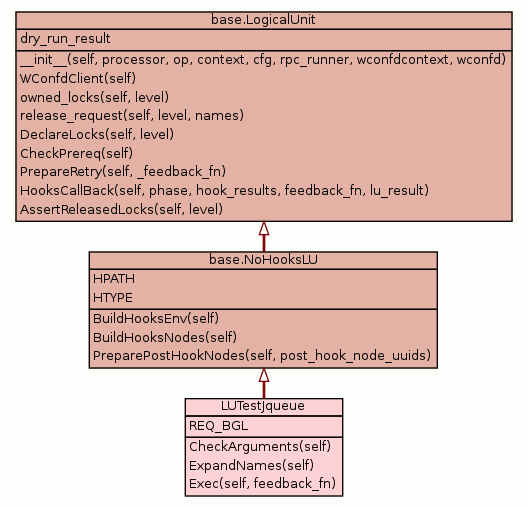 base.LogicalUnit
dry_run_result
__init__(self, processor, op, context, cfg, rpc_runner, wconfdcontext, wconfd)
WConfdClient(self)
owned_locks(self, level)
release_request(self, level, names)
DeclareLocks(self, level)
CheckPrereq(self)
PrepareRetry(self, _feedback_fn)
HooksCallBack(self, phase, hook_results, feedback_fn, lu_result)
AssertReleasedLocks(self, level)
base.NoHooksLU
HPATH
HTYPE
BuildHooksEnv(self)
BuildHooksNodes(self)
PreparePostHookNodes(self, post_hook_node_uuids)
LUTestJqueue
REQ_BGL
CheckArguments(self)
ExpandNames(self)
Exec(self, feedback_fn)